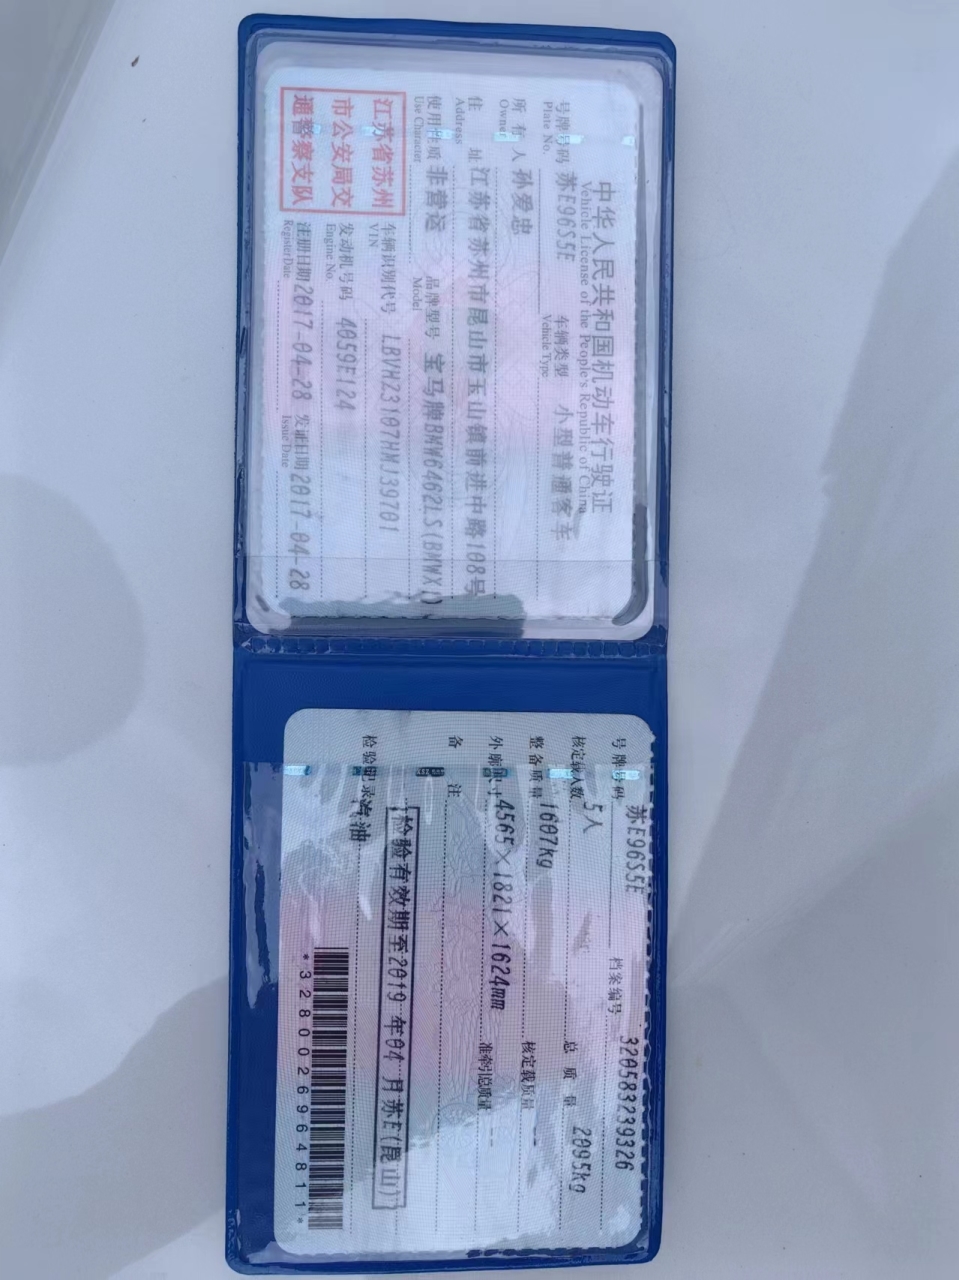 中华人民共和国机动车行驶证
Vehicle License of the People's Republic of China
号牌号码 苏E96S5E 车辆类型 小型普通客车
Plate No. Vehicle Type
所有人 孙爱忠
Owner
住址 江苏省苏州市昆山市玉山镇前进中路108号
Address
使用性质 非营运 品牌型号 宝马牌BMW6462LS(BMWX1)
Use Character Model
江苏省苏州
市公安局交
通警察支队
车辆识别代号 LBVHZ3107HMJ39701
VIN
发动机号码 4059E124
Engine No.
注册日期 2017-04-28 发证日期 2017-04-28
Register Date Issue Date
号牌号码 苏E96S5E 档案编号 320583239326
核定载人数 5人 总质量 2095kg
整备质量 1607kg 核定载质量 --
外廓尺寸 4565×1821×1624mm 准牵引总质量 --
备注
检验有效期至2019年04月苏E(昆山)
检验记录 汽油
*3280026964811*